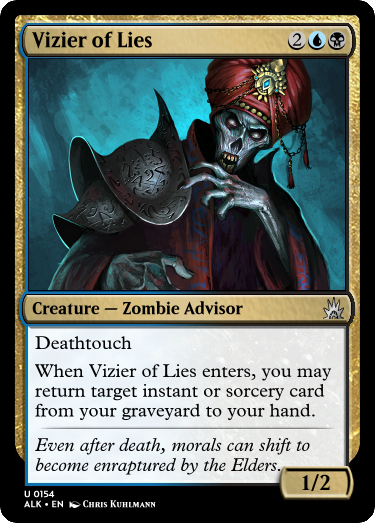 Vizier of Lies 2
Creature — Zombie Advisor
Deathtouch
When Vizier of Lies enters, you may
return target instant or sorcery card
from your graveyard to your hand.
Even after death, morals can shift to
become enraptured by the Elders.
1/2
U 0154
ALK • EN Chris Kuhlmann